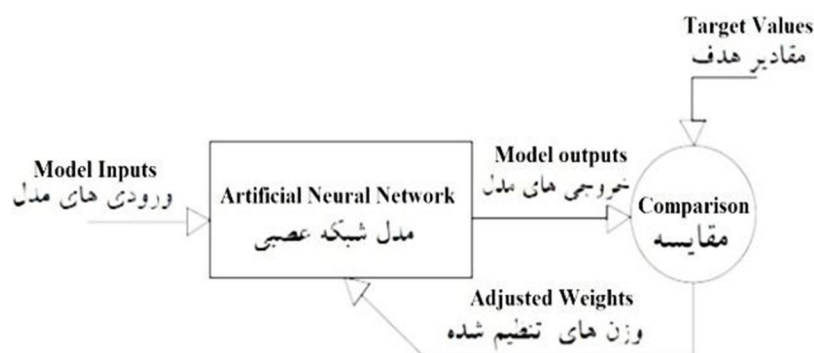 Target Values
مقادیر هدف
Model Inputs
ورودی های مدل
Artificial Neural Network
مدل شبکه عصبی
Model outputs
خروجی های مدل
Comparison
مقایسه
Adjusted Weights
وزن های تنظیم شده